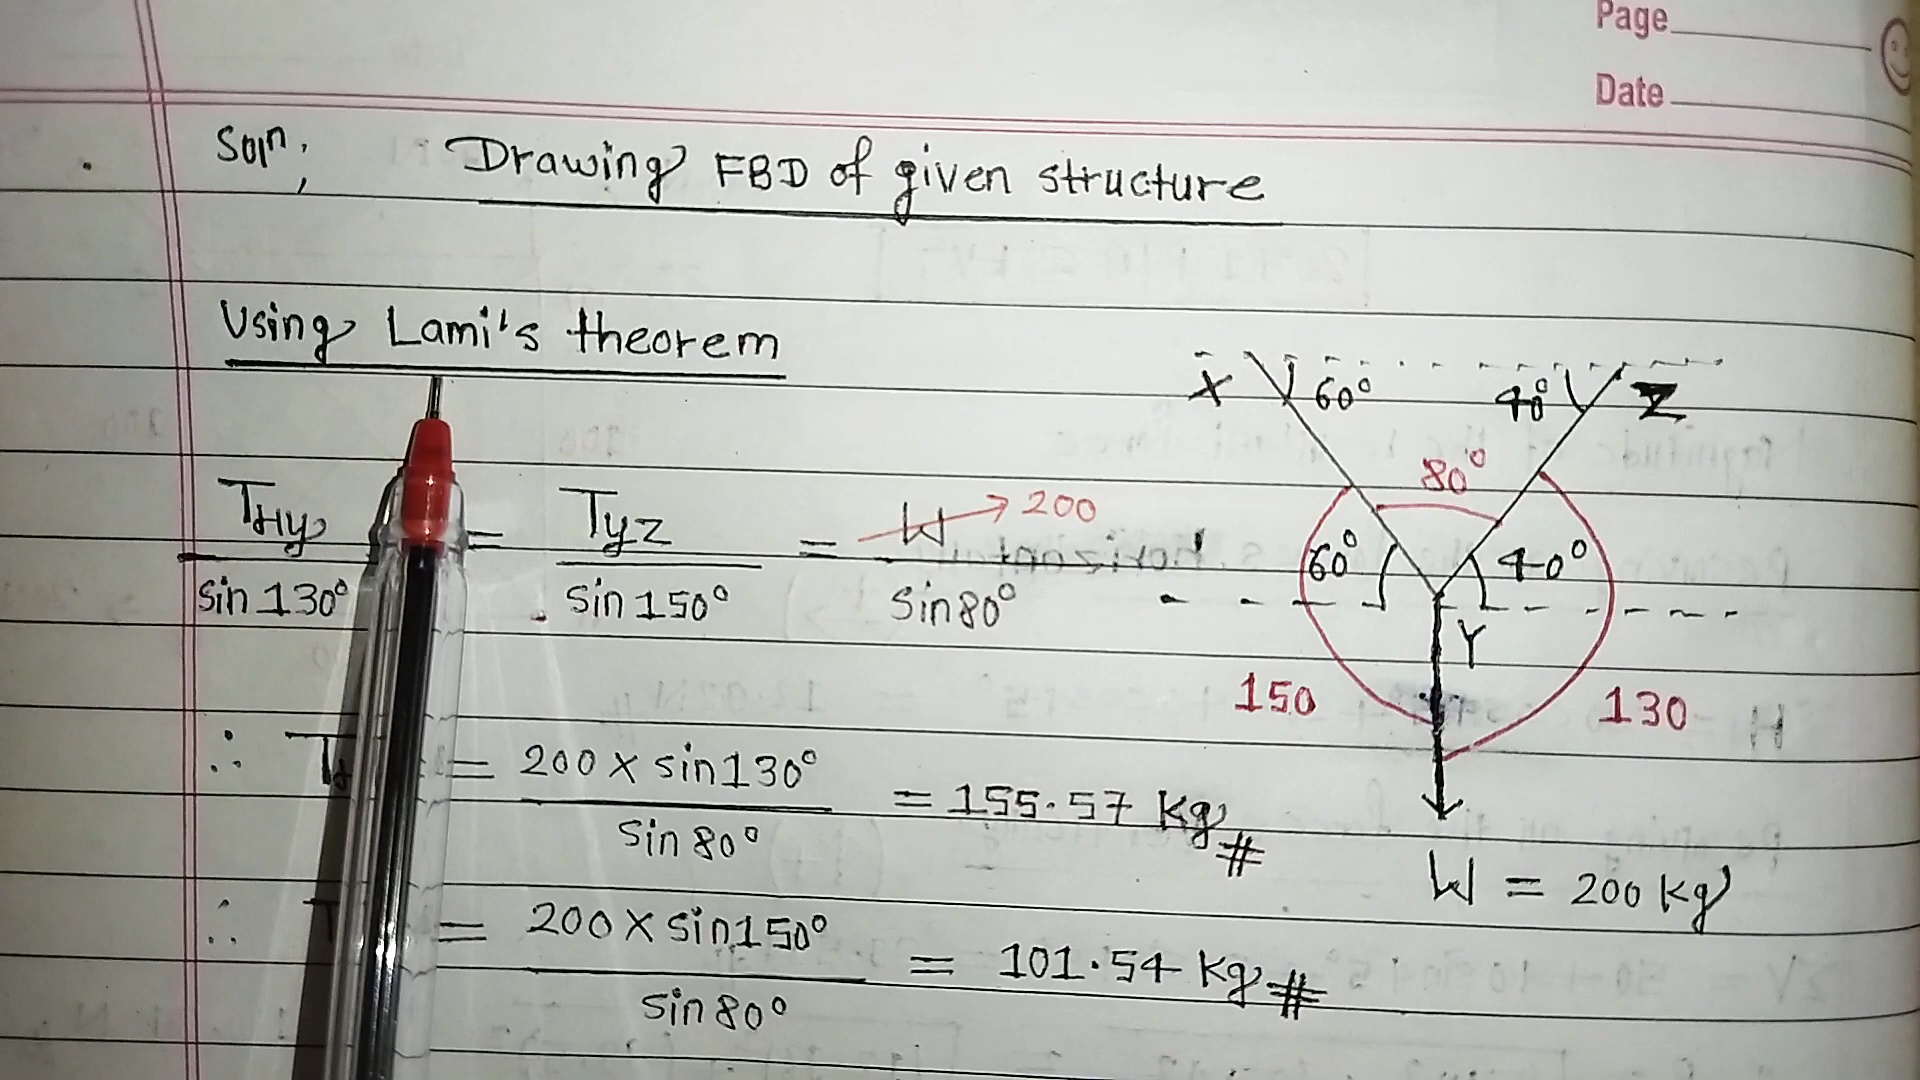 Page
Date
Soln;
Drawing FBD of given structure
Using Lami's theorem
X 60° 40° Z
80°
THy / sin 130° = TyZ / sin 150° = W → 200 / sin 80°
60° 40°
Y
150 130
∴ T = 200 x sin 130° / sin 80° = 155.57 kg #
W = 200 kg
∴ T = 200 x sin 150° / sin 80° = 101.54 kg #